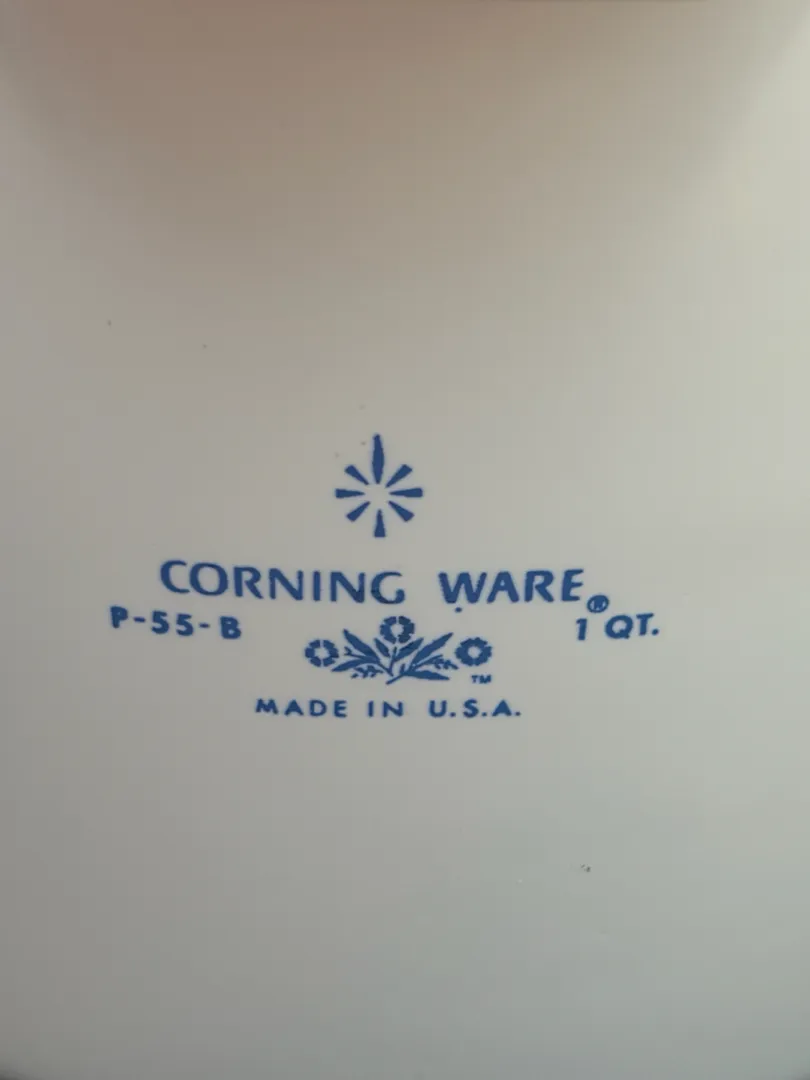 CORNING WARE®
P-55-B 1 QT.
TM
MADE IN U.S.A.